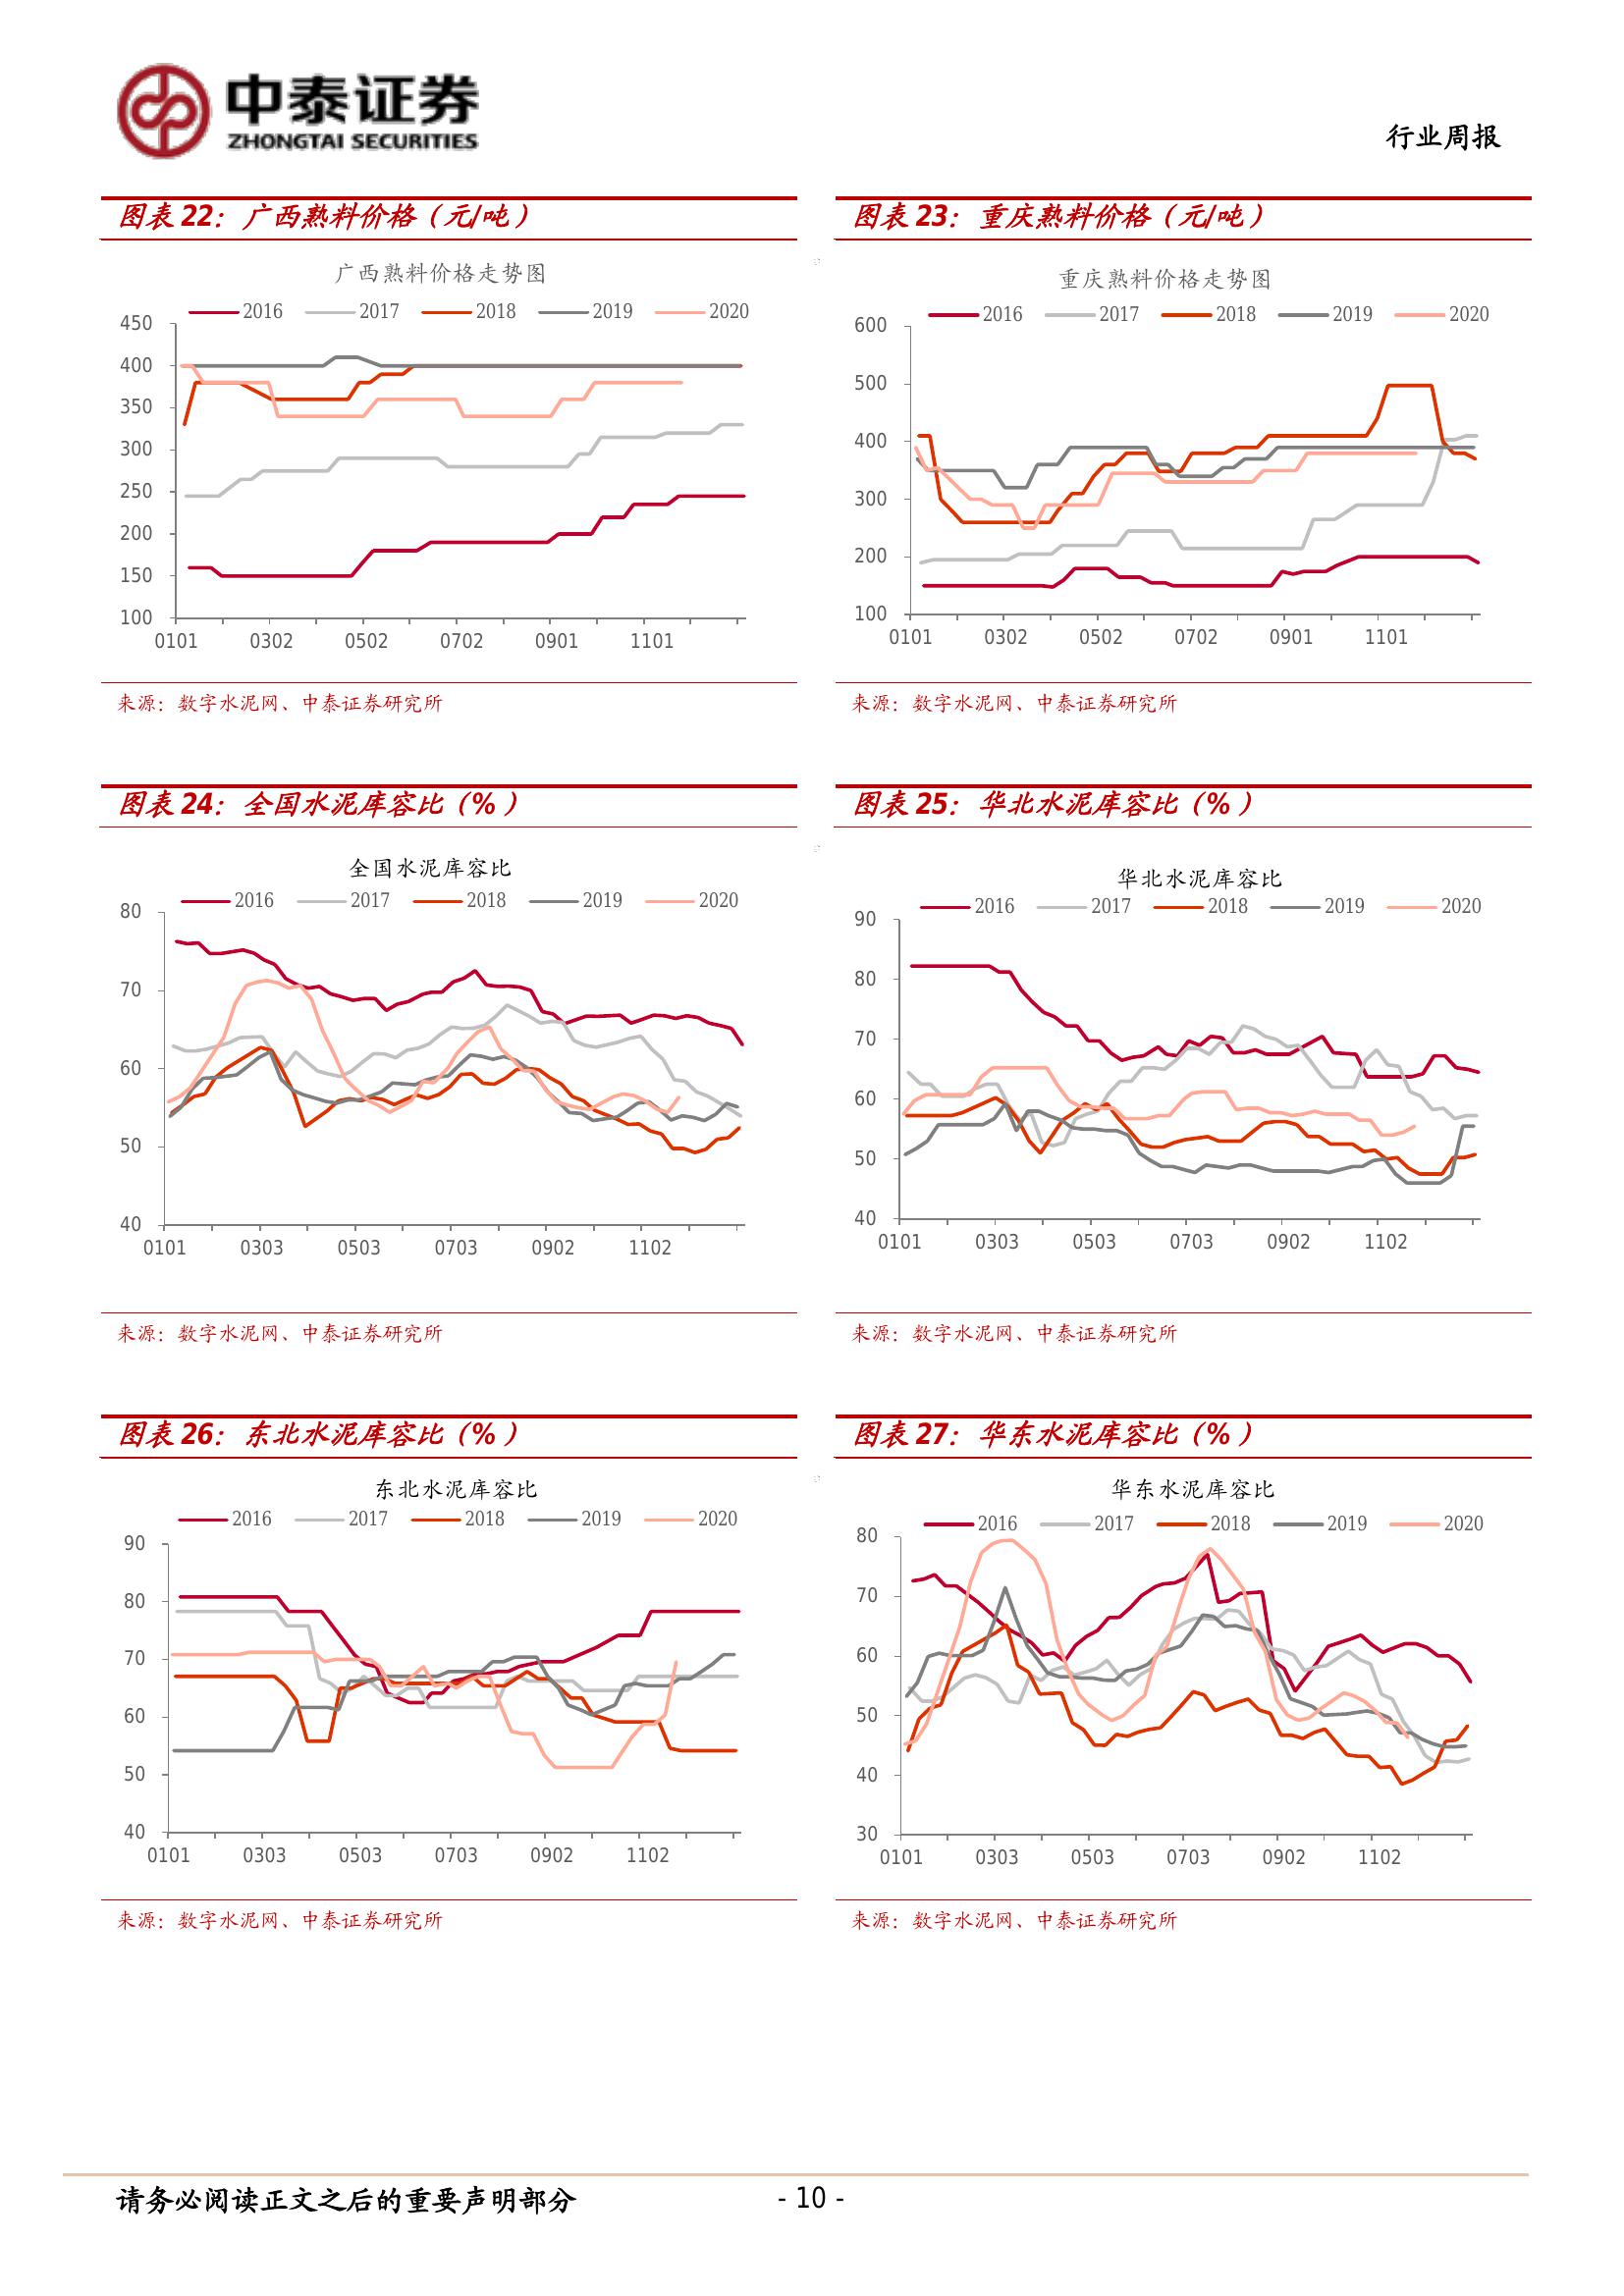 中泰证券
ZHONGTAI SECURITIES
行业周报
图表 22：广西熟料价格（元/吨）
广西熟料价格走势图
2016 2017 2018 2019 2020
450
400
350
300
250
200
150
100
0101 0302 0502 0702 0901 1101
来源：数字水泥网、中泰证券研究所
图表 23：重庆熟料价格（元/吨）
重庆熟料价格走势图
2016 2017 2018 2019 2020
600
500
400
300
200
100
0101 0302 0502 0702 0901 1101
来源：数字水泥网、中泰证券研究所
图表 24：全国水泥库容比（%）
全国水泥库容比
2016 2017 2018 2019 2020
80
70
60
50
40
0101 0303 0503 0703 0902 1102
来源：数字水泥网、中泰证券研究所
图表 25：华北水泥库容比（%）
华北水泥库容比
2016 2017 2018 2019 2020
90
80
70
60
50
40
0101 0303 0503 0703 0902 1102
来源：数字水泥网、中泰证券研究所
图表 26：东北水泥库容比（%）
东北水泥库容比
2016 2017 2018 2019 2020
90
80
70
60
50
40
0101 0303 0503 0703 0902 1102
来源：数字水泥网、中泰证券研究所
图表 27：华东水泥库容比（%）
华东水泥库容比
2016 2017 2018 2019 2020
80
70
60
50
40
30
0101 0303 0503 0703 0902 1102
来源：数字水泥网、中泰证券研究所
请务必阅读正文之后的重要声明部分
- 10 -